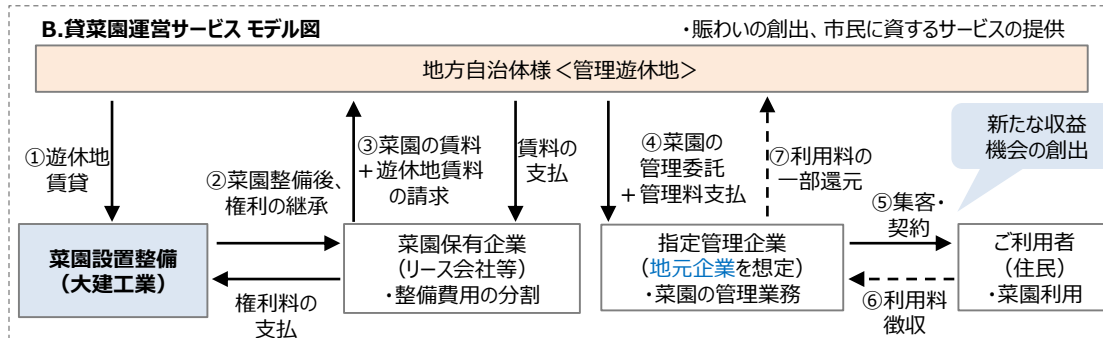 B.貸菜園運営サービス モデル図
・賑わいの創出、市民に資するサービスの提供
地方自治体様 <管理遊休地>
①遊休地
賃貸
②菜園整備後、
権利の継承
③菜園の賃料
＋遊休地賃料
の請求
賃料の
支払
④菜園の
管理委託
＋管理料支払
⑦利用料の
一部還元
新たな収益
機会の創出
⑤集客・
契約
菜園設置整備
（大建工業）
権利料の
支払
菜園保有企業
（リース会社等）
・整備費用の分割
指定管理企業
（地元企業を想定）
・菜園の管理業務
⑥利用料
徴収
ご利用者
（住民）
・菜園利用